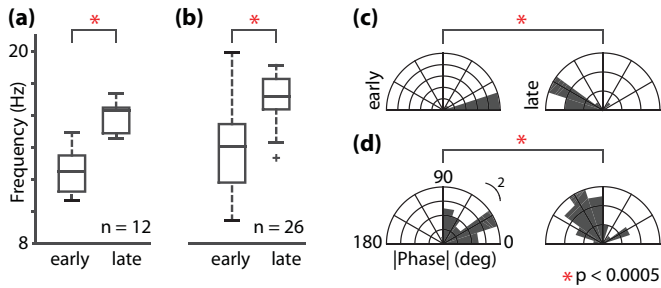 (a)
*
20
Frequency (Hz)
8
n = 12
early
late
(b)
*
n = 26
early
late
(c)
*
early
late
(d)
*
90
2
180
0
|Phase| (deg)
* p < 0.0005